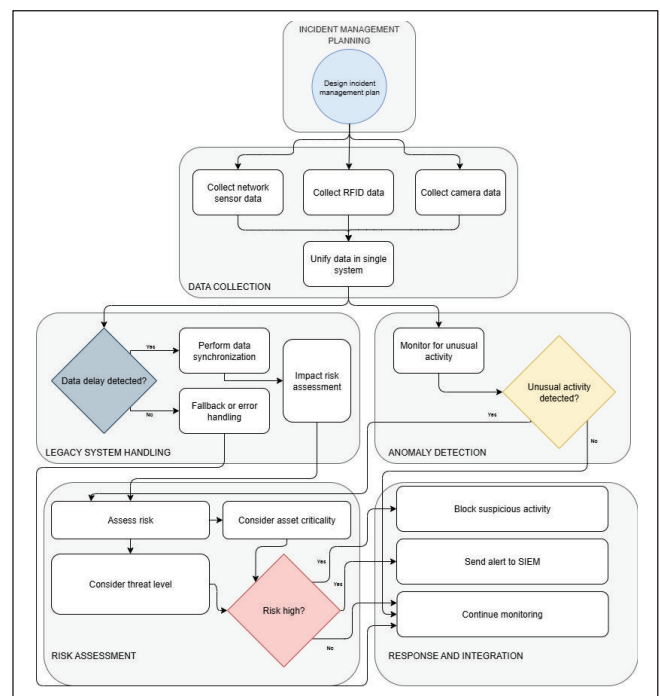 INCIDENT MANAGEMENT
PLANNING
Design incident
management plan
Collect network
sensor data
Collect RFID data
Collect camera data
Unify data in single
system
DATA COLLECTION
Data delay detected?
Yes
No
Perform data
synchronization
Fallback or error
handling
Impact risk
assessment
LEGACY SYSTEM HANDLING
Monitor for unusual
activity
Unusual activity
detected?
Yes
No
ANOMALY DETECTION
Assess risk
Consider asset criticality
Consider threat level
Risk high?
Yes
Yes
No
RISK ASSESSMENT
Block suspicious activity
Send alert to SIEM
Continue monitoring
RESPONSE AND INTEGRATION